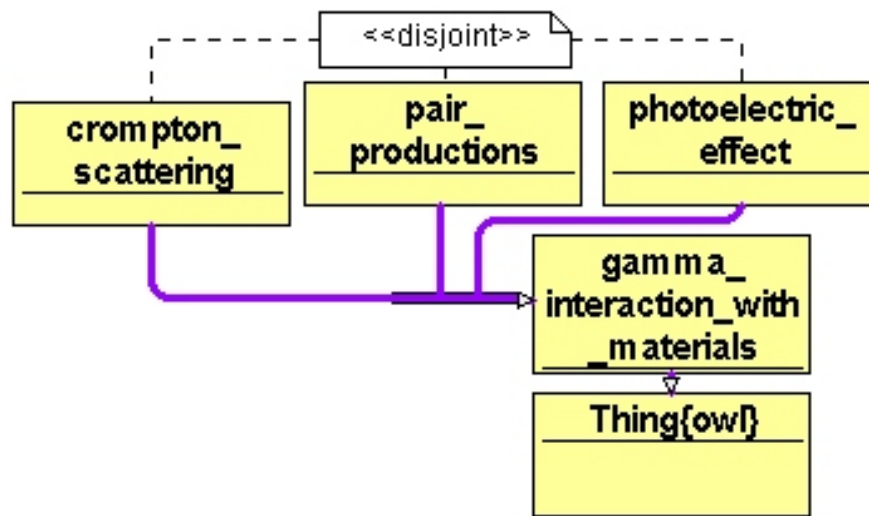 <<disjoint>>
crompton_
scattering
pair_
productions
photoelectric_
effect
gamma_
interaction_with
_materials
Thing{owl}